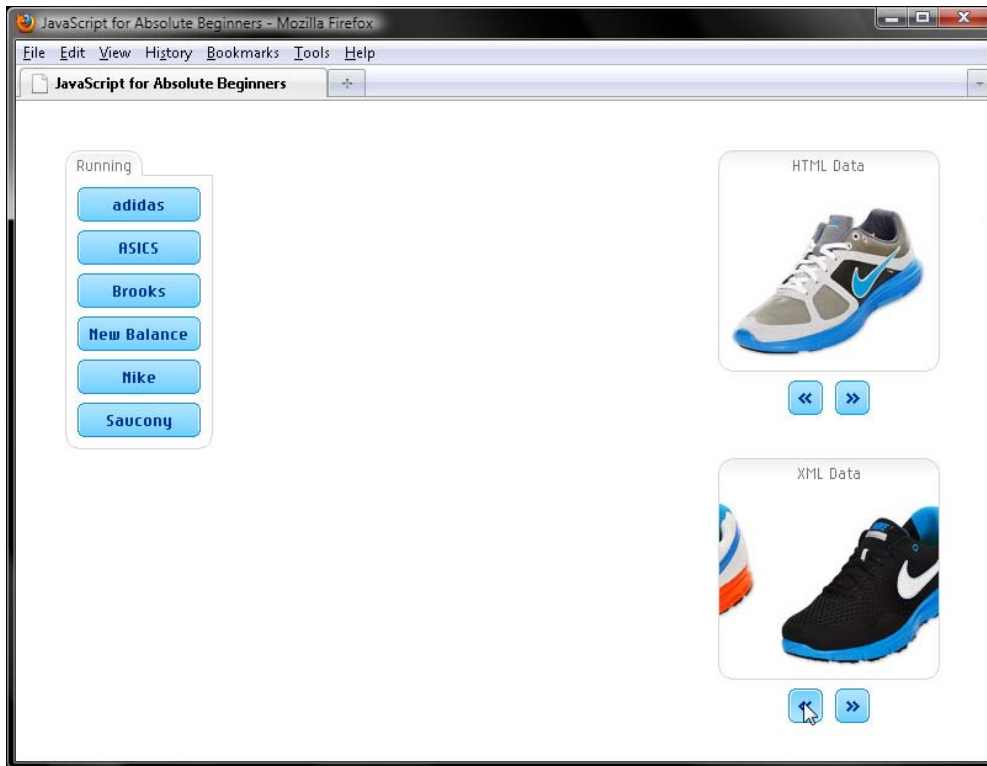 JavaScript for Absolute Beginners - Mozilla Firefox
File Edit View History Bookmarks Tools Help
JavaScript for Absolute Beginners
Running
adidas
ASICS
Brooks
New Balance
Nike
Saucony
HTML Data
« »
XML Data
NIKE
« »